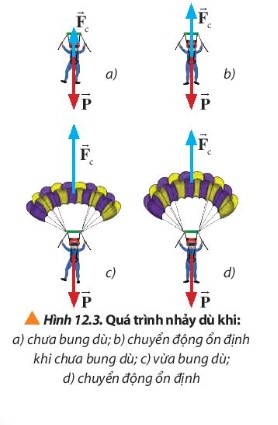 F⃗c
F⃗c
P⃗
a)
P⃗
b)
F⃗c
F⃗c
P⃗
c)
P⃗
d)
Hình 12.3. Quá trình nhảy dù khi:
a) chưa bung dù; b) chuyển động ổn định
khi chưa bung dù; c) vừa bung dù;
d) chuyển động ổn định